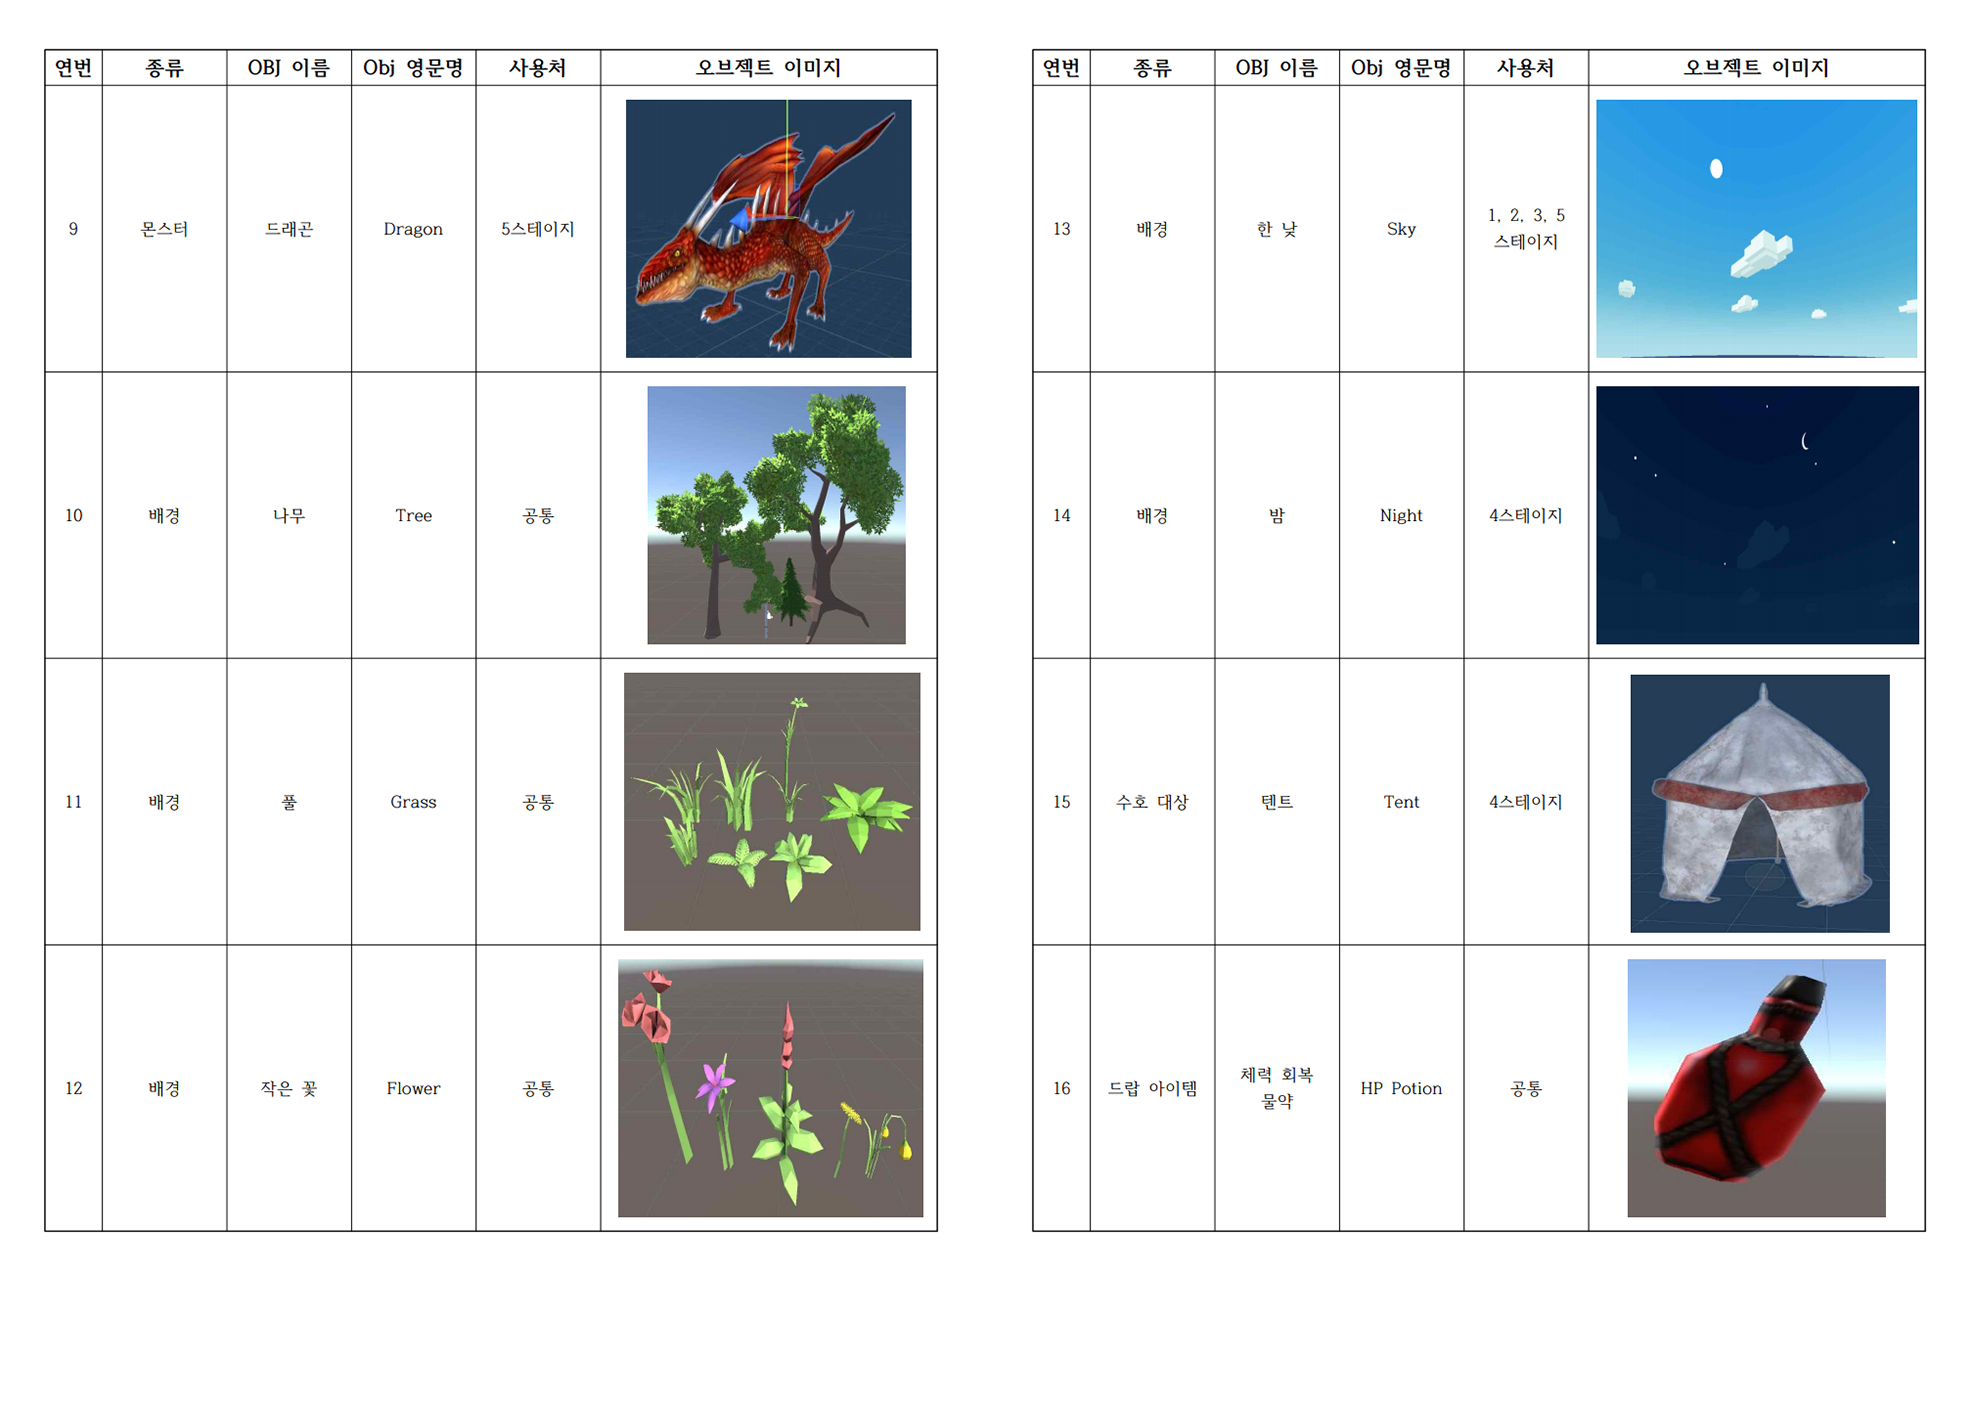 연번 종류 OBJ 이름 Obj 영문명 사용처 오브젝트 이미지
9 몬스터 드래곤 Dragon 5스테이지
10 배경 나무 Tree 공통
11 배경 풀 Grass 공통
12 배경 작은 꽃 Flower 공통
연번 종류 OBJ 이름 Obj 영문명 사용처 오브젝트 이미지
13 배경 한 낮 Sky 1, 2, 3, 5
스테이지
14 배경 밤 Night 4스테이지
15 수호 대상 텐트 Tent 4스테이지
16 드랍 아이템 체력 회복
물약 HP Potion 공통